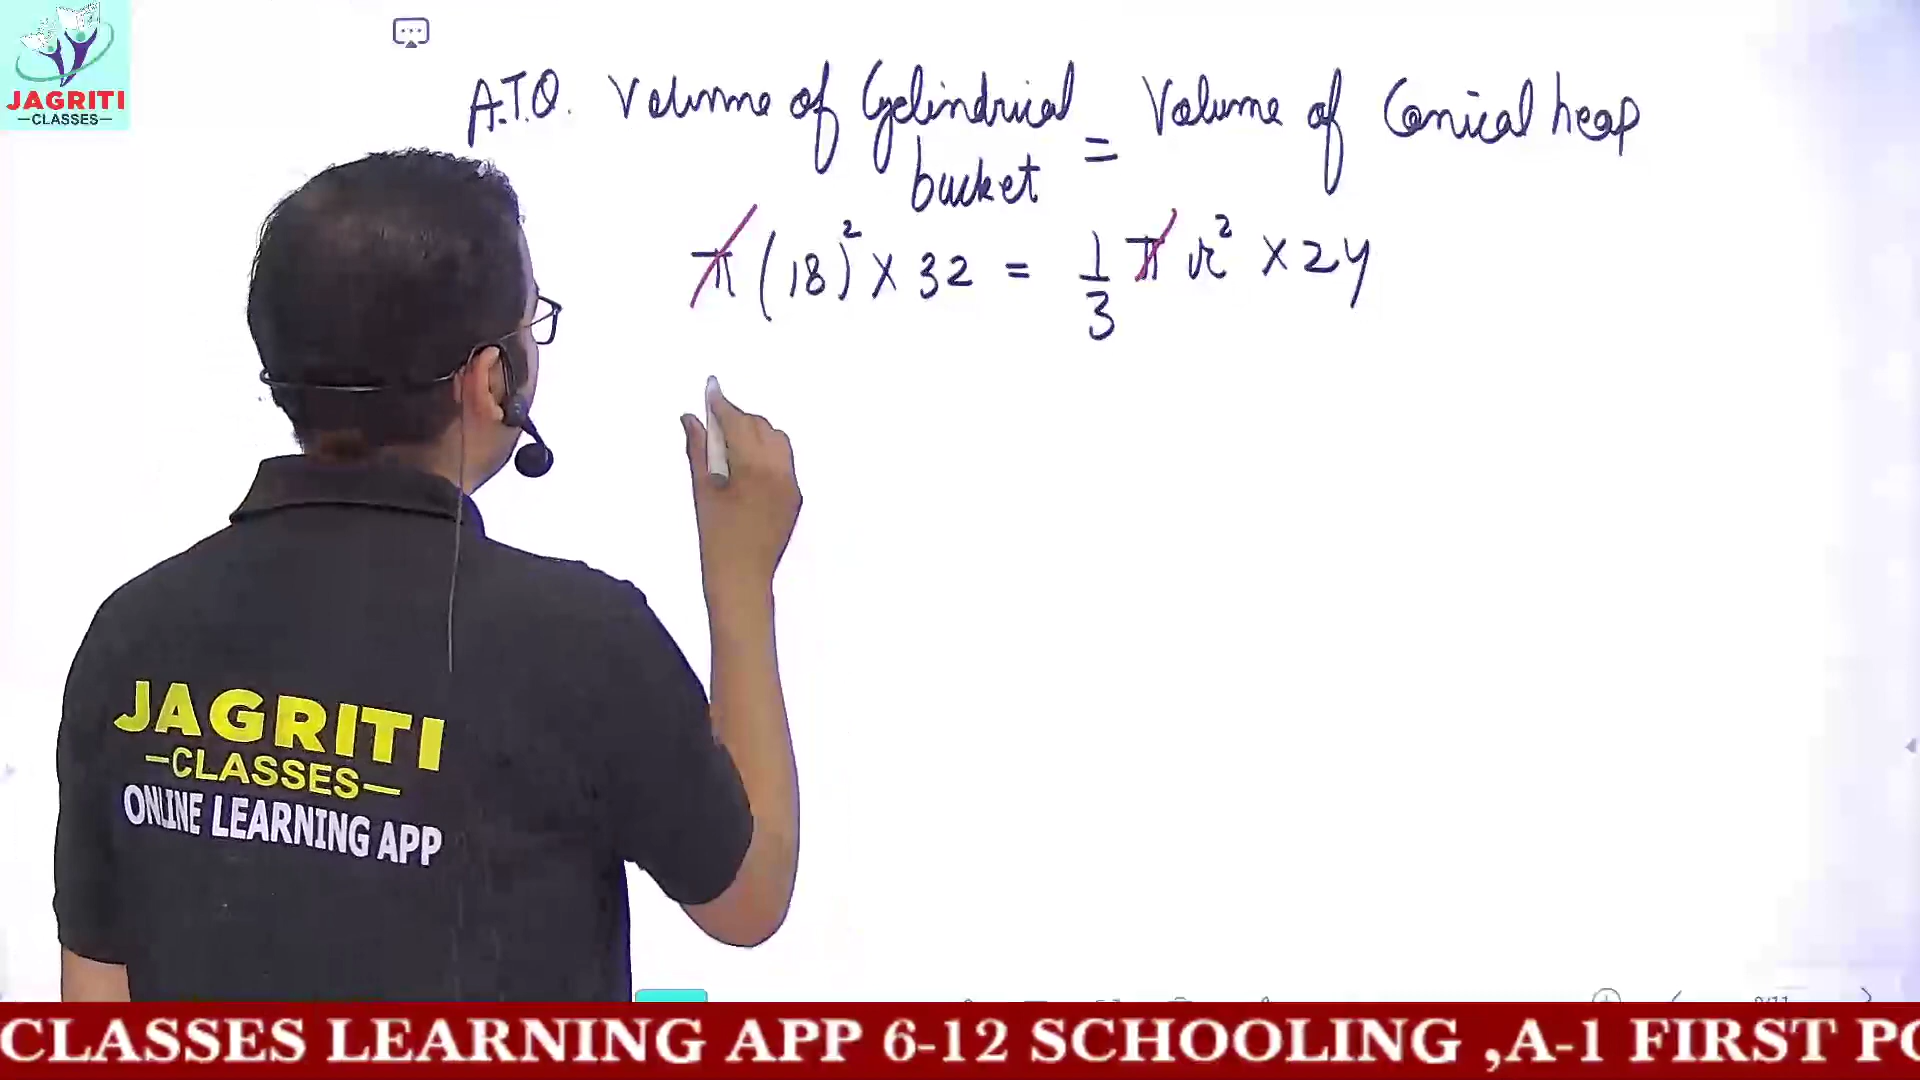 JAGRITI
—CLASSES—
A.T.Q. Volume of Cylindrical bucket = Volume of Conical heap
π(18)² × 32 = 1/3 πr² × 24
JAGRITI
—CLASSES—
ONLINE LEARNING APP
CLASSES LEARNING APP 6-12 SCHOOLING ,A-1 FIRST PO